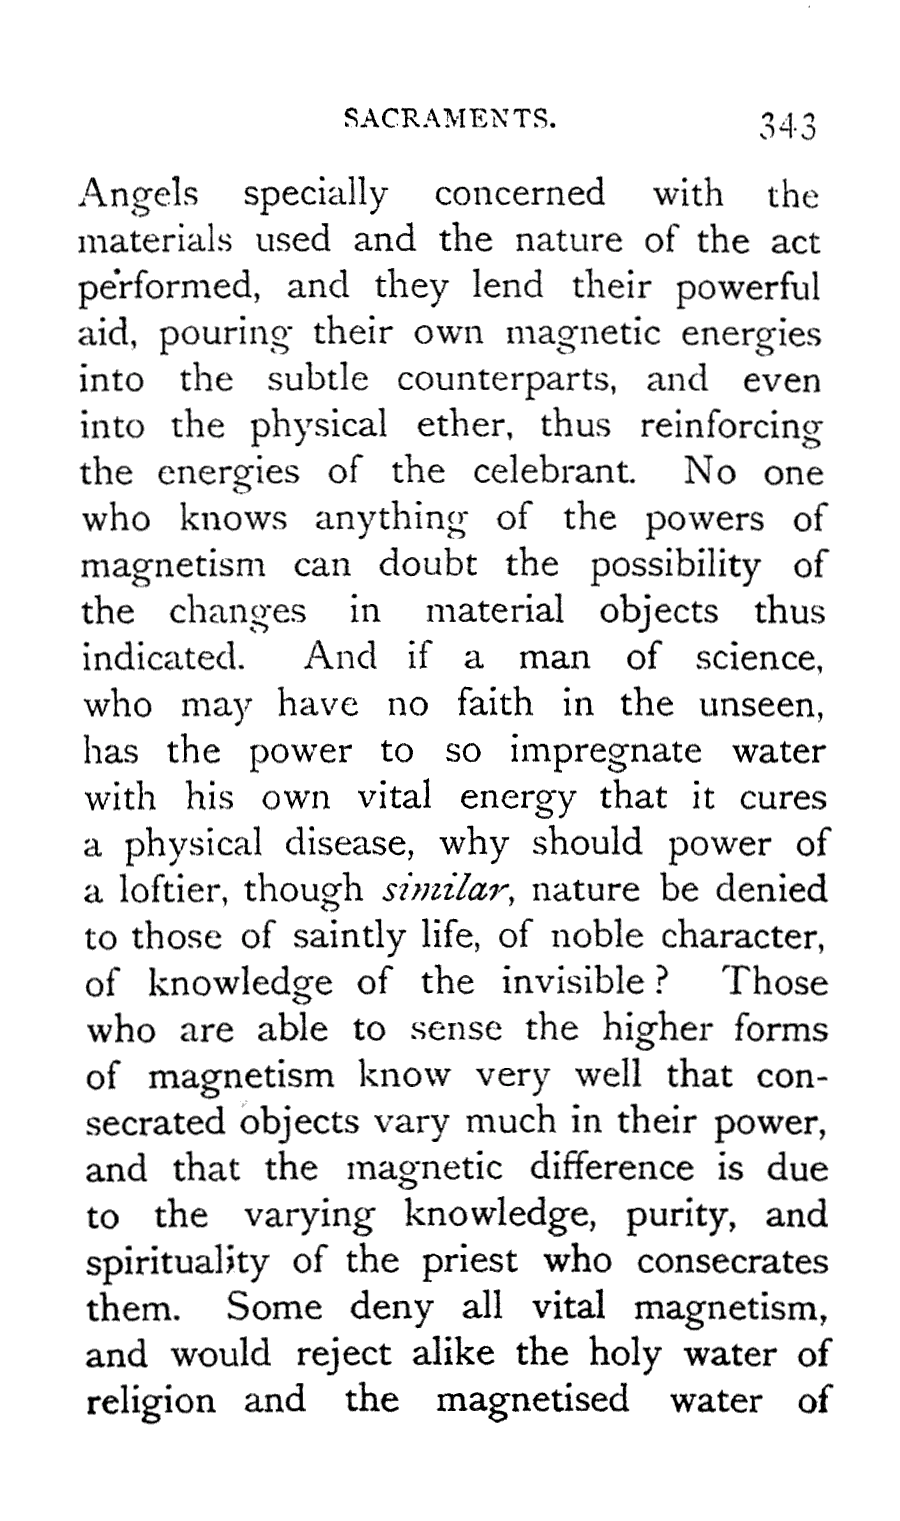 SACRAMENTS. 343
Angels specially concerned with the
materials used and the nature of the act
performed, and they lend their powerful
aid, pouring their own magnetic energies
into the subtle counterparts, and even
into the physical ether, thus reinforcing
the energies of the celebrant. No one
who knows anything of the powers of
magnetism can doubt the possibility of
the changes in material objects thus
indicated. And if a man of science,
who may have no faith in the unseen,
has the power to so impregnate water
with his own vital energy that it cures
a physical disease, why should power of
a loftier, though similar, nature be denied
to those of saintly life, of noble character,
of knowledge of the invisible? Those
who are able to sense the higher forms
of magnetism know very well that con-
secrated objects vary much in their power,
and that the magnetic difference is due
to the varying knowledge, purity, and
spirituality of the priest who consecrates
them. Some deny all vital magnetism,
and would reject alike the holy water of
religion and the magnetised water of